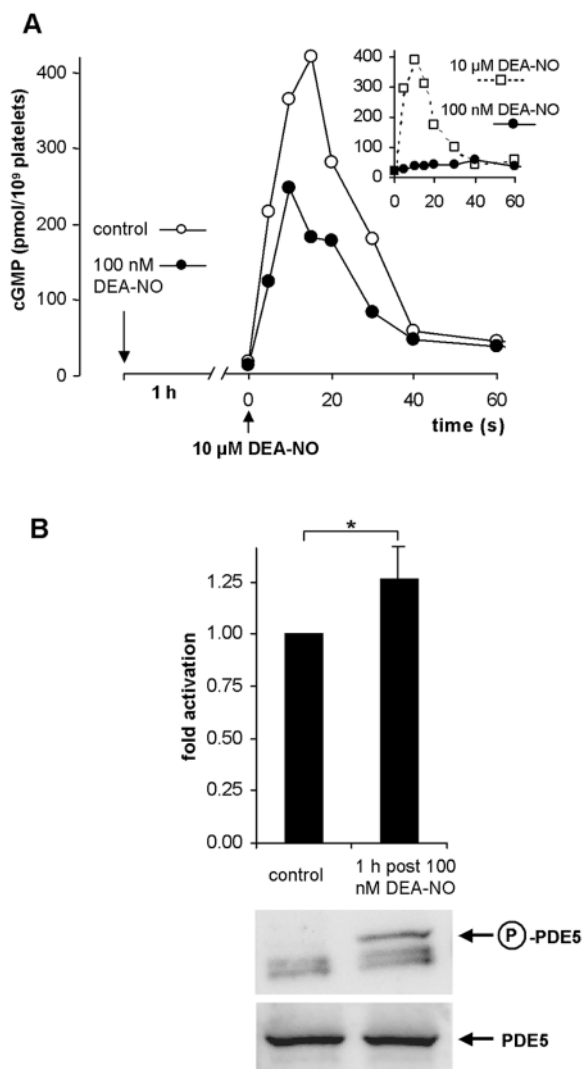 A
cGMP (pmol/10⁹ platelets)
400
300
200
100
0
control
100 nM
DEA-NO
1 h
0
20
40
60
time (s)
10 µM DEA-NO
400
300
200
100
0
0
20
40
60
10 µM DEA-NO
100 nM DEA-NO
B
*
fold activation
1.25
1.00
0.75
0.50
0.25
0.00
control
1 h post 100
nM DEA-NO
P-PDE5
PDE5